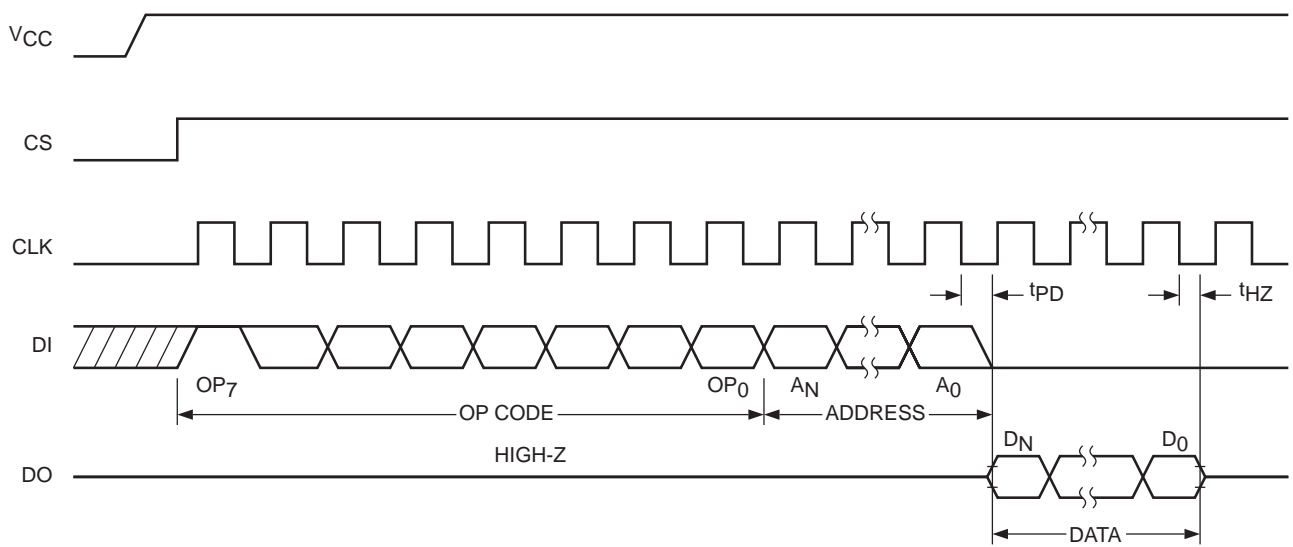 VCC
CS
CLK
tPD
tHZ
DI
OP7
OP0
AN
A0
OP CODE
ADDRESS
HIGH-Z
DN
D0
DO
DATA